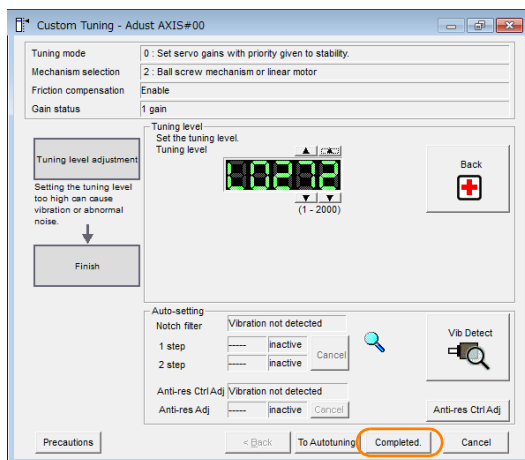 Custom Tuning - Adust AXIS#00
Tuning mode 0 : Set servo gains with priority given to stability.
Mechanism selection 2 : Ball screw mechanism or linear motor
Friction compensation Enable
Gain status 1 gain
Tuning level adjustment
Setting the tuning level
too high can cause
vibration or abnormal
noise.
Finish
Tuning level
Set the tuning level.
Tuning level
L0272
(1 - 2000)
Back
Auto-setting
Notch filter Vibration not detected
1 step ----- inactive
2 step ----- inactive
Cancel
Anti-res Ctrl Adj Vibration not detected
Anti-res Adj ----- inactive Cancel
Vib Detect
Anti-res Ctrl Adj
Precautions < Back To Autotuning Completed. Cancel